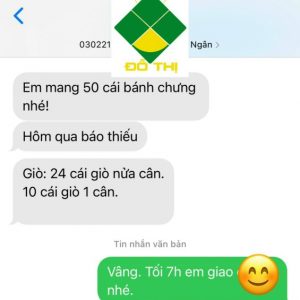 030221
Ngân >
ĐÔ THỊ
Em mang 50 cái bánh chưng
nhé!
Hôm qua báo thiếu
Giò: 24 cái giò nửa cân.
10 cái giò 1 cân.
Tin nhắn văn bản
Vâng. Tối 7h em giao
nhé.